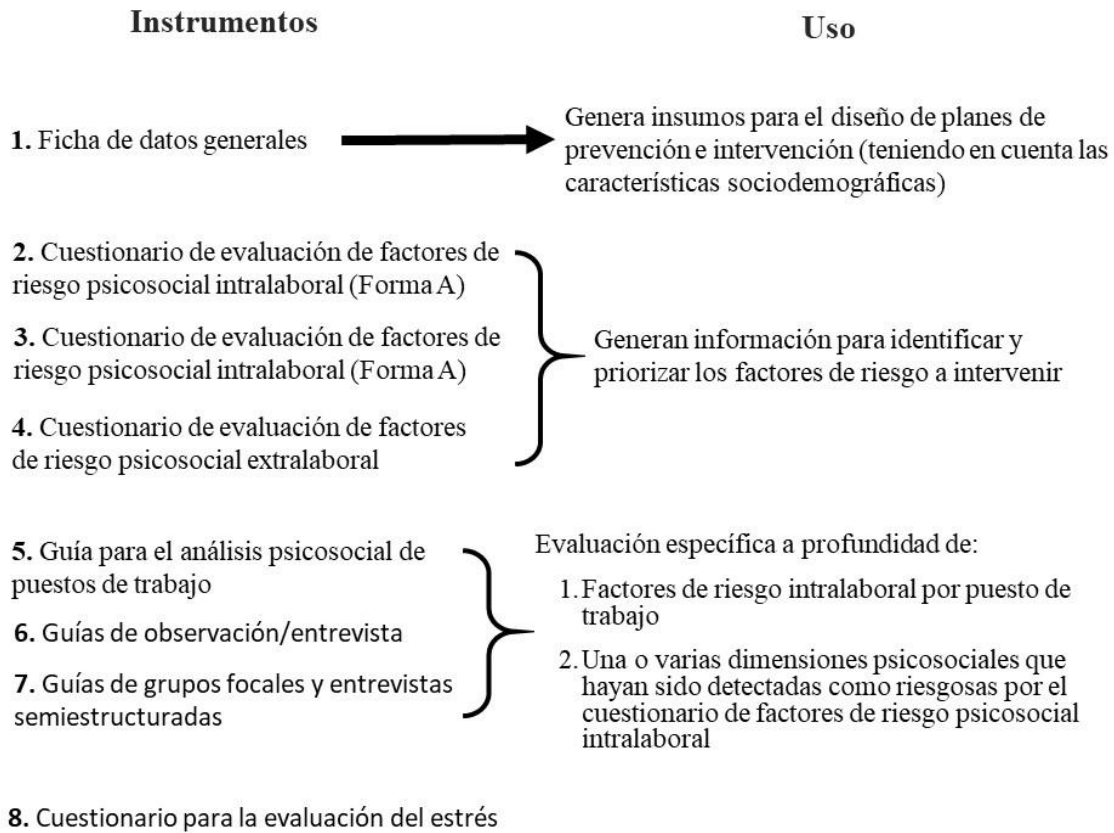 Instrumentos
Uso
1. Ficha de datos generales
Genera insumos para el diseño de planes de
prevención e intervención (teniendo en cuenta las
características sociodemográficas)
2. Cuestionario de evaluación de factores de
riesgo psicosocial intralaboral (Forma A)
3. Cuestionario de evaluación de factores de
riesgo psicosocial intralaboral (Forma A)
4. Cuestionario de evaluación de factores
de riesgo psicosocial extralaboral
Generan información para identificar y
priorizar los factores de riesgo a intervenir
5. Guía para el análisis psicosocial de
puestos de trabajo
6. Guías de observación/entrevista
7. Guías de grupos focales y entrevistas
semiestructuradas
Evaluación específica a profundidad de:
1. Factores de riesgo intralaboral por puesto de
trabajo
2. Una o varias dimensiones psicosociales que
hayan sido detectadas como riesgosas por el
cuestionario de factores de riesgo psicosocial
intralaboral
8. Cuestionario para la evaluación del estrés